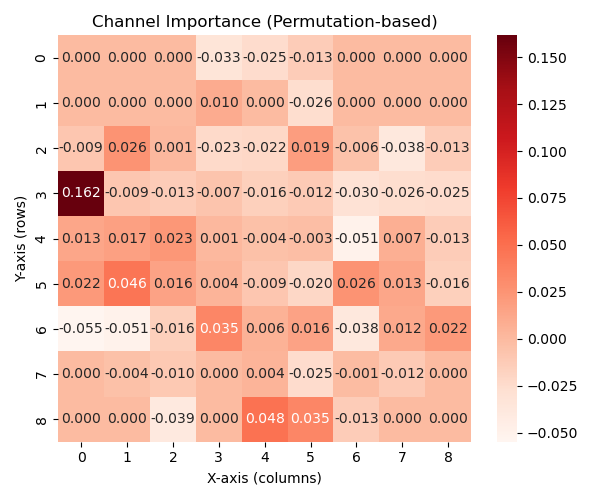 Channel Importance (Permutation-based)
0 0.000 0.000 0.000 -0.033 -0.025 -0.013 0.000 0.000 0.000
1 0.000 0.000 0.000 0.010 0.000 -0.026 0.000 0.000 0.000
2 -0.009 0.026 0.001 -0.023 -0.022 0.019 -0.006 -0.038 -0.013
3 0.162 -0.009 -0.013 -0.007 -0.016 -0.012 -0.030 -0.026 -0.025
4 0.013 0.017 0.023 0.001 -0.004 -0.003 -0.051 0.007 -0.013
5 0.022 0.046 0.016 0.004 -0.009 -0.020 0.026 0.013 -0.016
6 -0.055 -0.051 -0.016 0.035 0.006 0.016 -0.038 0.012 0.022
7 0.000 -0.004 -0.010 0.000 0.004 -0.025 -0.001 -0.012 0.000
8 0.000 0.000 -0.039 0.000 0.048 0.035 -0.013 0.000 0.000
0 1 2 3 4 5 6 7 8
X-axis (columns)
Y-axis (rows)
0.150
0.125
0.100
0.075
0.050
0.025
0.000
−0.025
−0.050